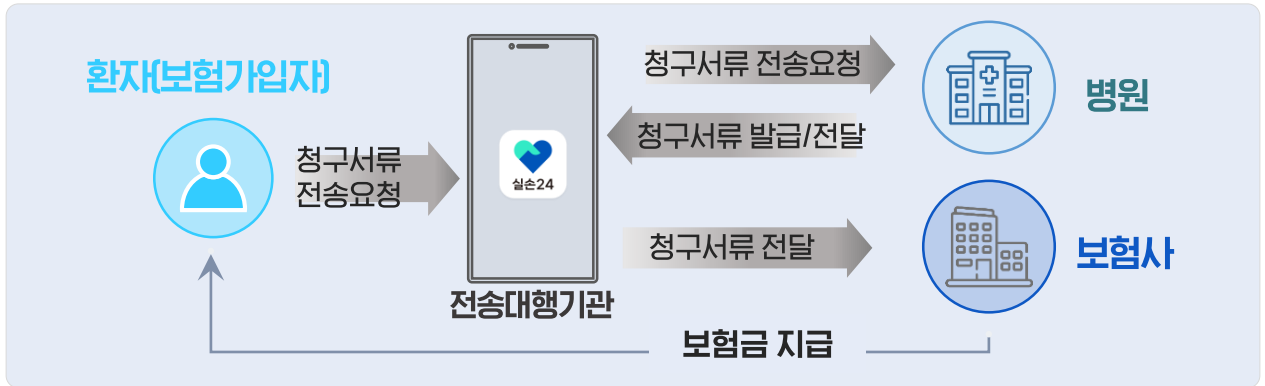 환자(보험가입자)
청구서류
전송요청
실손24
전송대행기관
청구서류 전송요청
청구서류 발급/전달
청구서류 전달
병원
보험사
보험금 지급